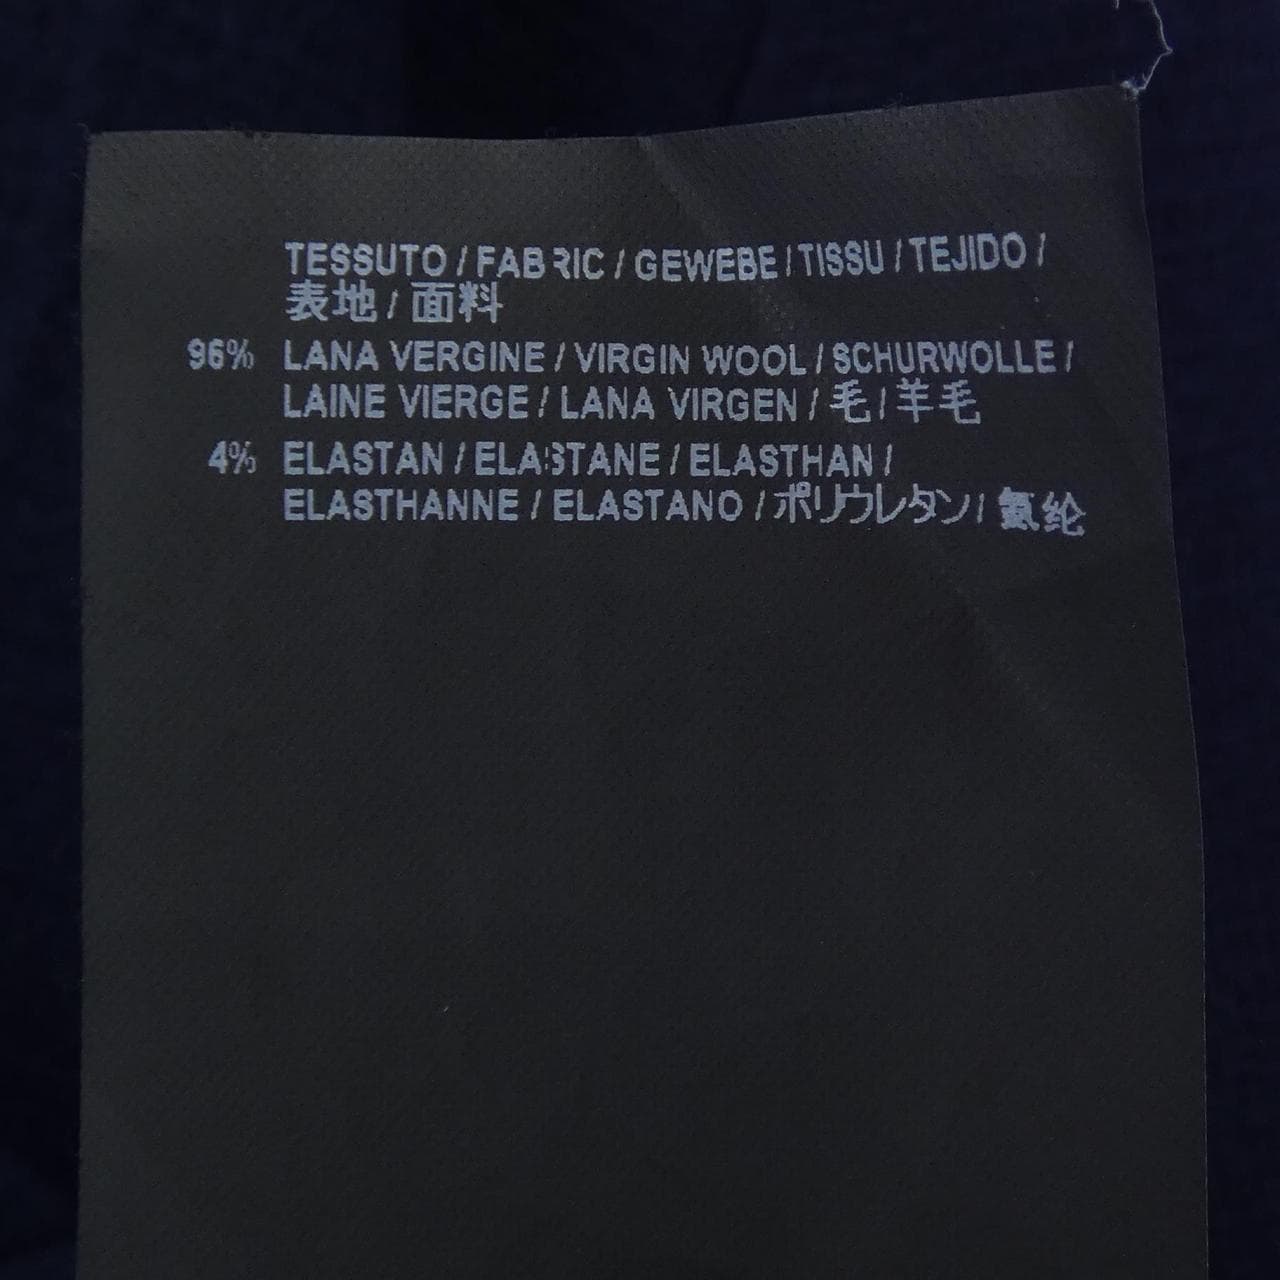 TESSUTO / FABRIC / GEWEBE / TISSU / TEJIDO /
表地 / 面料
96% LANA VERGINE / VIRGIN WOOL / SCHURWOLLE /
LAINE VIERGE / LANA VIRGEN / 毛 / 羊毛
4% ELASTAN / ELASTANE / ELASTHAN /
ELASTHANNE / ELASTANO / ポリウレタン / 氨纶